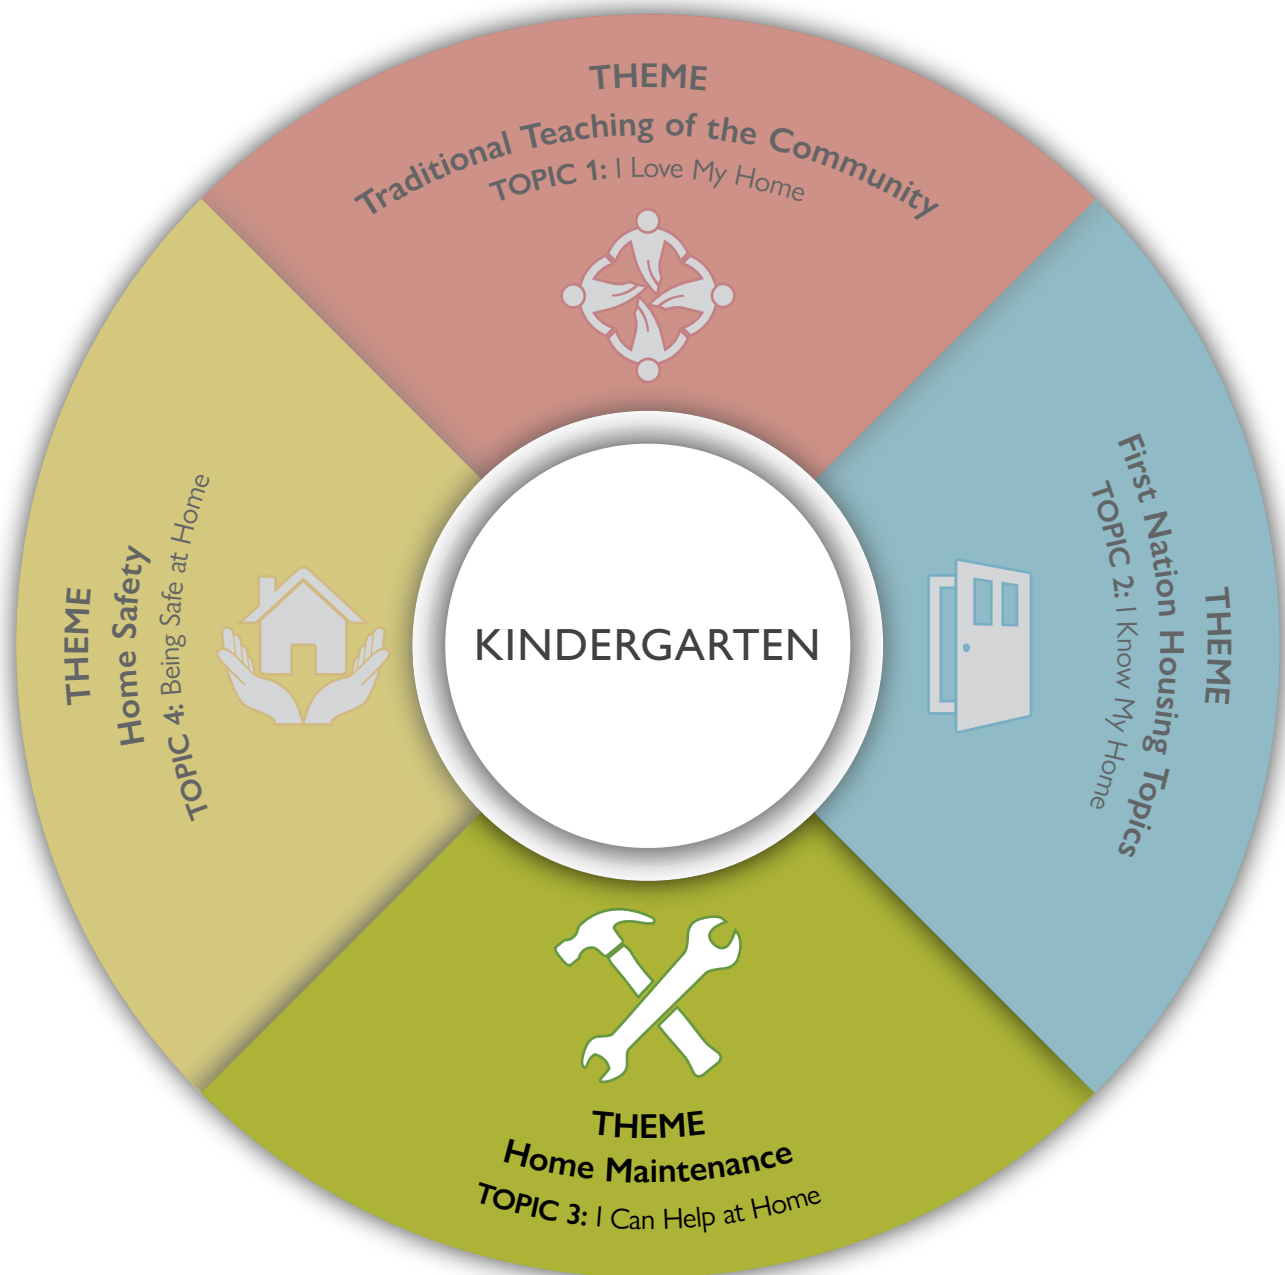 THEME
Traditional Teaching of the Community
TOPIC 1: I Love My Home
THEME
First Nation Housing Topics
TOPIC 2: I Know My Home
KINDERGARTEN
THEME
Home Maintenance
TOPIC 3: I Can Help at Home
THEME
Home Safety
TOPIC 4: Being Safe at Home